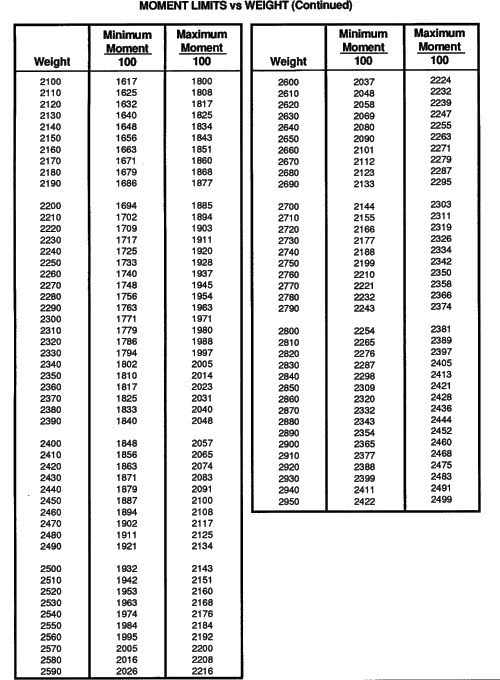 MOMENT LIMITS vs WEIGHT (Continued)
Weight Minimum Moment 100 Maximum Moment 100
2100 1617 1800
2110 1625 1808
2120 1632 1817
2130 1640 1825
2140 1648 1834
2150 1656 1843
2160 1663 1851
2170 1671 1860
2180 1679 1868
2190 1686 1877
2200 1694 1885
2210 1702 1894
2220 1709 1903
2230 1717 1911
2240 1725 1920
2250 1733 1928
2260 1740 1937
2270 1748 1945
2280 1756 1954
2290 1763 1963
2300 1771 1971
2310 1779 1980
2320 1786 1988
2330 1794 1997
2340 1802 2005
2350 1810 2014
2360 1817 2023
2370 1825 2031
2380 1833 2040
2390 1840 2048
2400 1848 2057
2410 1856 2065
2420 1863 2074
2430 1871 2083
2440 1879 2091
2450 1887 2100
2460 1894 2108
2470 1902 2117
2480 1911 2125
2490 1921 2134
2500 1932 2143
2510 1942 2151
2520 1953 2160
2530 1963 2168
2540 1974 2176
2550 1984 2184
2560 1995 2192
2570 2005 2200
2580 2016 2208
2590 2026 2216
Weight Minimum Moment 100 Maximum Moment 100
2600 2037 2224
2610 2048 2232
2620 2058 2239
2630 2069 2247
2640 2080 2255
2650 2090 2263
2660 2101 2271
2670 2112 2279
2680 2123 2287
2690 2133 2295
2700 2144 2303
2710 2155 2311
2720 2166 2319
2730 2177 2326
2740 2188 2334
2750 2199 2342
2760 2210 2350
2770 2221 2358
2780 2232 2366
2790 2243 2374
2800 2254 2381
2810 2265 2389
2820 2276 2397
2830 2287 2405
2840 2298 2413
2850 2309 2421
2860 2320 2428
2870 2332 2436
2880 2343 2444
2890 2354 2452
2900 2365 2460
2910 2377 2468
2920 2388 2475
2930 2399 2483
2940 2411 2491
2950 2422 2499